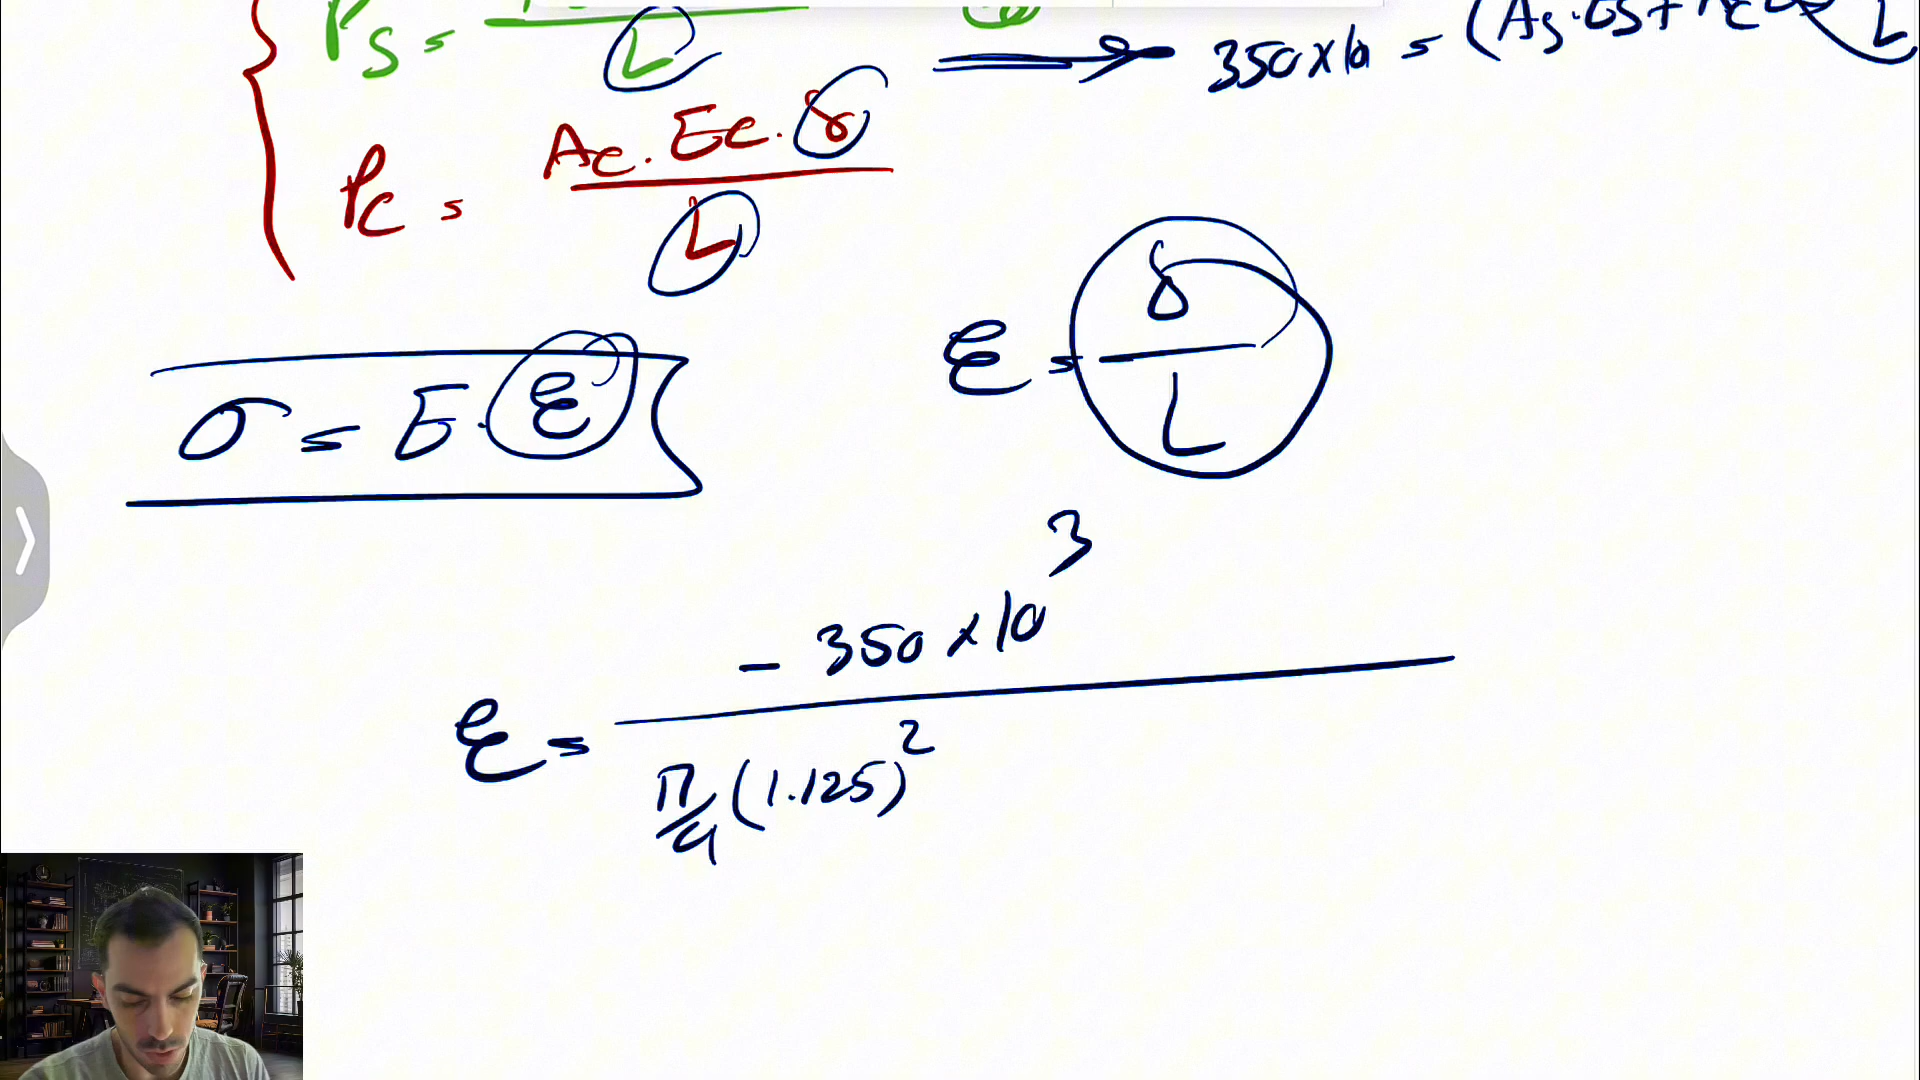 Ps = L
350×10 = (As.Es+
Pc = Ac.Ec.δ / L
σ = E.ε
ε = δ / L
ε = -350×10^3 / π/4 (1.125)^2